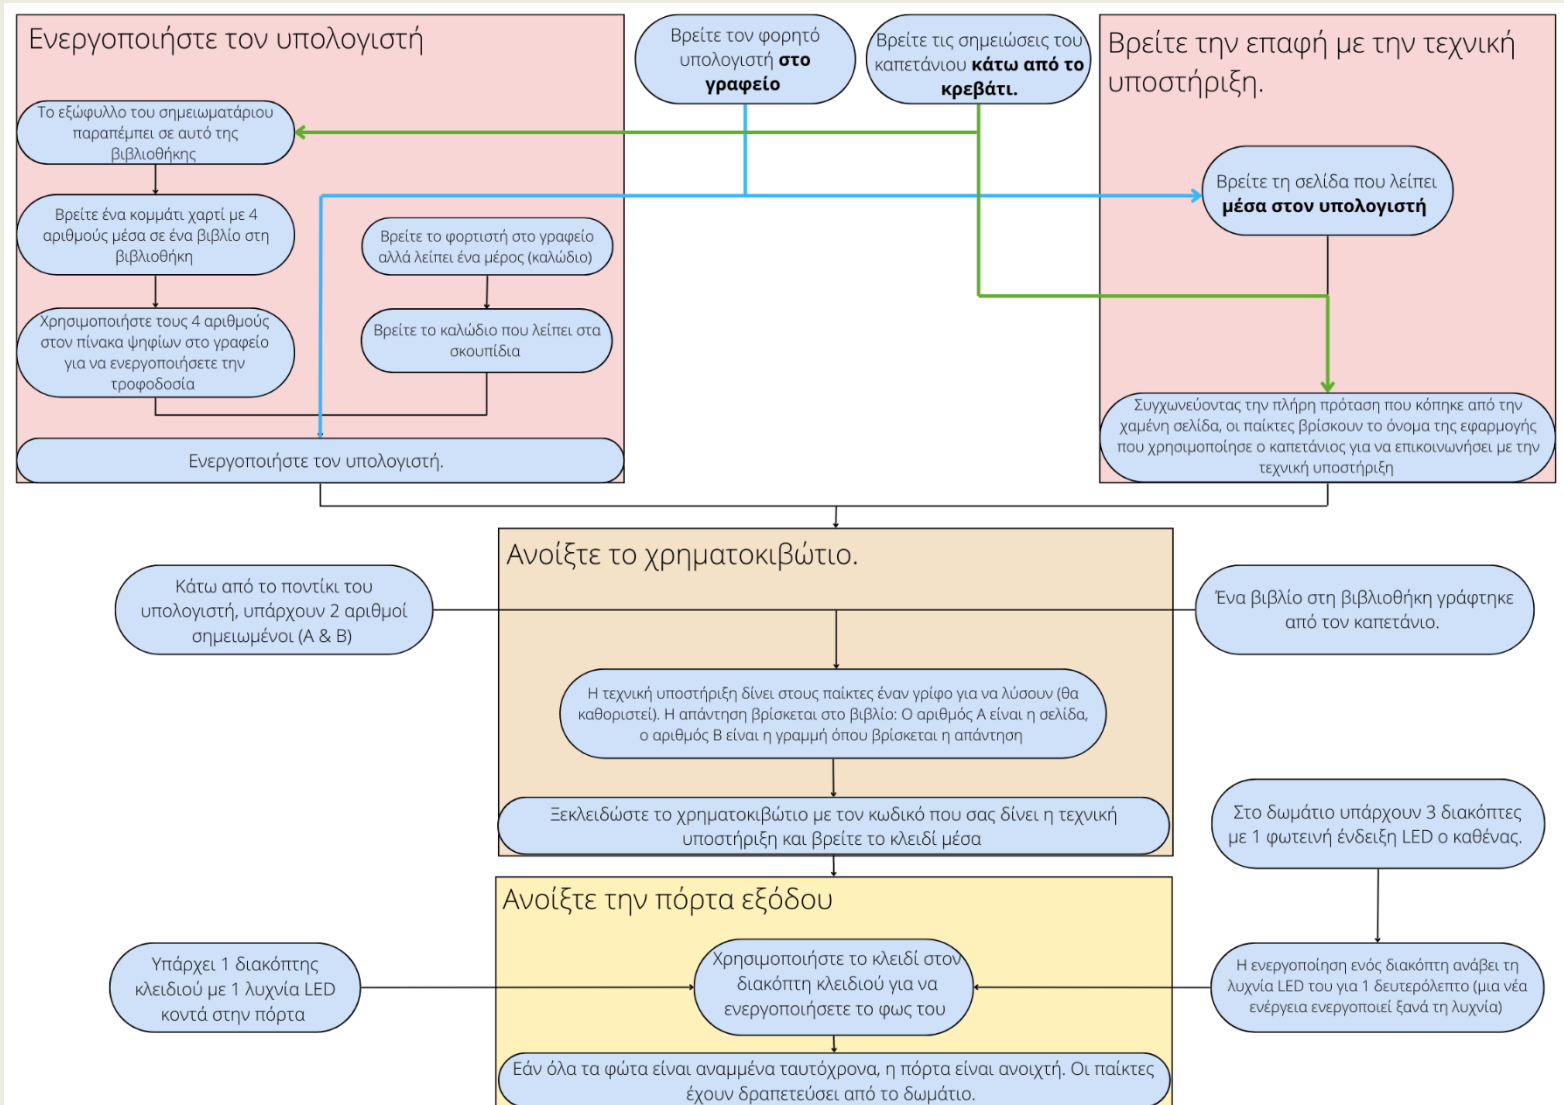 Ενεργοποιήστε τον υπολογιστή
Το εξώφυλλο του σημειωματάριου
παραπέμπει σε αυτό της
βιβλιοθήκης
Βρείτε ένα κομμάτι χαρτί με 4
αριθμούς μέσα σε ένα βιβλίο στη
βιβλιοθήκη
Χρησιμοποιήστε τους 4 αριθμούς
στον πίνακα ψηφίων στο γραφείο
για να ενεργοποιήσετε την
τροφοδοσία
Βρείτε το φορτιστή στο γραφείο
αλλά λείπει ένα μέρος (καλώδιο)
Βρείτε το καλώδιο που λείπει στα
σκουπίδια
Ενεργοποιήστε τον υπολογιστή.
Βρείτε τον φορητό
υπολογιστή στο
γραφείο
Βρείτε τις σημειώσεις του
καπετάνιου κάτω από το
κρεβάτι.
Βρείτε την επαφή με την τεχνική
υποστήριξη.
Βρείτε τη σελίδα που λείπει
μέσα στον υπολογιστή
Συγχωνεύοντας την πλήρη πρόταση που κόπηκε από την
χαμένη σελίδα, οι παίκτες βρίσκουν το όνομα της εφαρμογής
που χρησιμοποίησε ο καπετάνιος για να επικοινωνήσει με την
τεχνική υποστήριξη
Ανοίξτε το χρηματοκιβώτιο.
Κάτω από το ποντίκι του
υπολογιστή, υπάρχουν 2 αριθμοί
σημειωμένοι (Α & Β)
Ένα βιβλίο στη βιβλιοθήκη γράφτηκε
από τον καπετάνιο.
Η τεχνική υποστήριξη δίνει στους παίκτες έναν γρίφο για να λύσουν (θα
καθοριστεί). Η απάντηση βρίσκεται στο βιβλίο: Ο αριθμός Α είναι η σελίδα,
ο αριθμός Β είναι η γραμμή όπου βρίσκεται η απάντηση
Ξεκλειδώστε το χρηματοκιβώτιο με τον κωδικό που σας δίνει η τεχνική
υποστήριξη και βρείτε το κλειδί μέσα
Στο δωμάτιο υπάρχουν 3 διακόπτες
με 1 φωτεινή ένδειξη LED ο καθένας.
Ανοίξτε την πόρτα εξόδου
Υπάρχει 1 διακόπτης
κλειδιού με 1 λυχνία LED
κοντά στην πόρτα
Χρησιμοποιήστε το κλειδί στον
διακόπτη κλειδιού για να
ενεργοποιήσετε το φως του
Η ενεργοποίηση ενός διακόπτη ανάβει τη
λυχνία LED του για 1 δευτερόλεπτο (μια νέα
ενέργεια ενεργοποιεί ξανά τη λυχνία)
Εάν όλα τα φώτα είναι αναμμένα ταυτόχρονα, η πόρτα είναι ανοιχτή. Οι παίκτες
έχουν δραπετεύσει από το δωμάτιο.